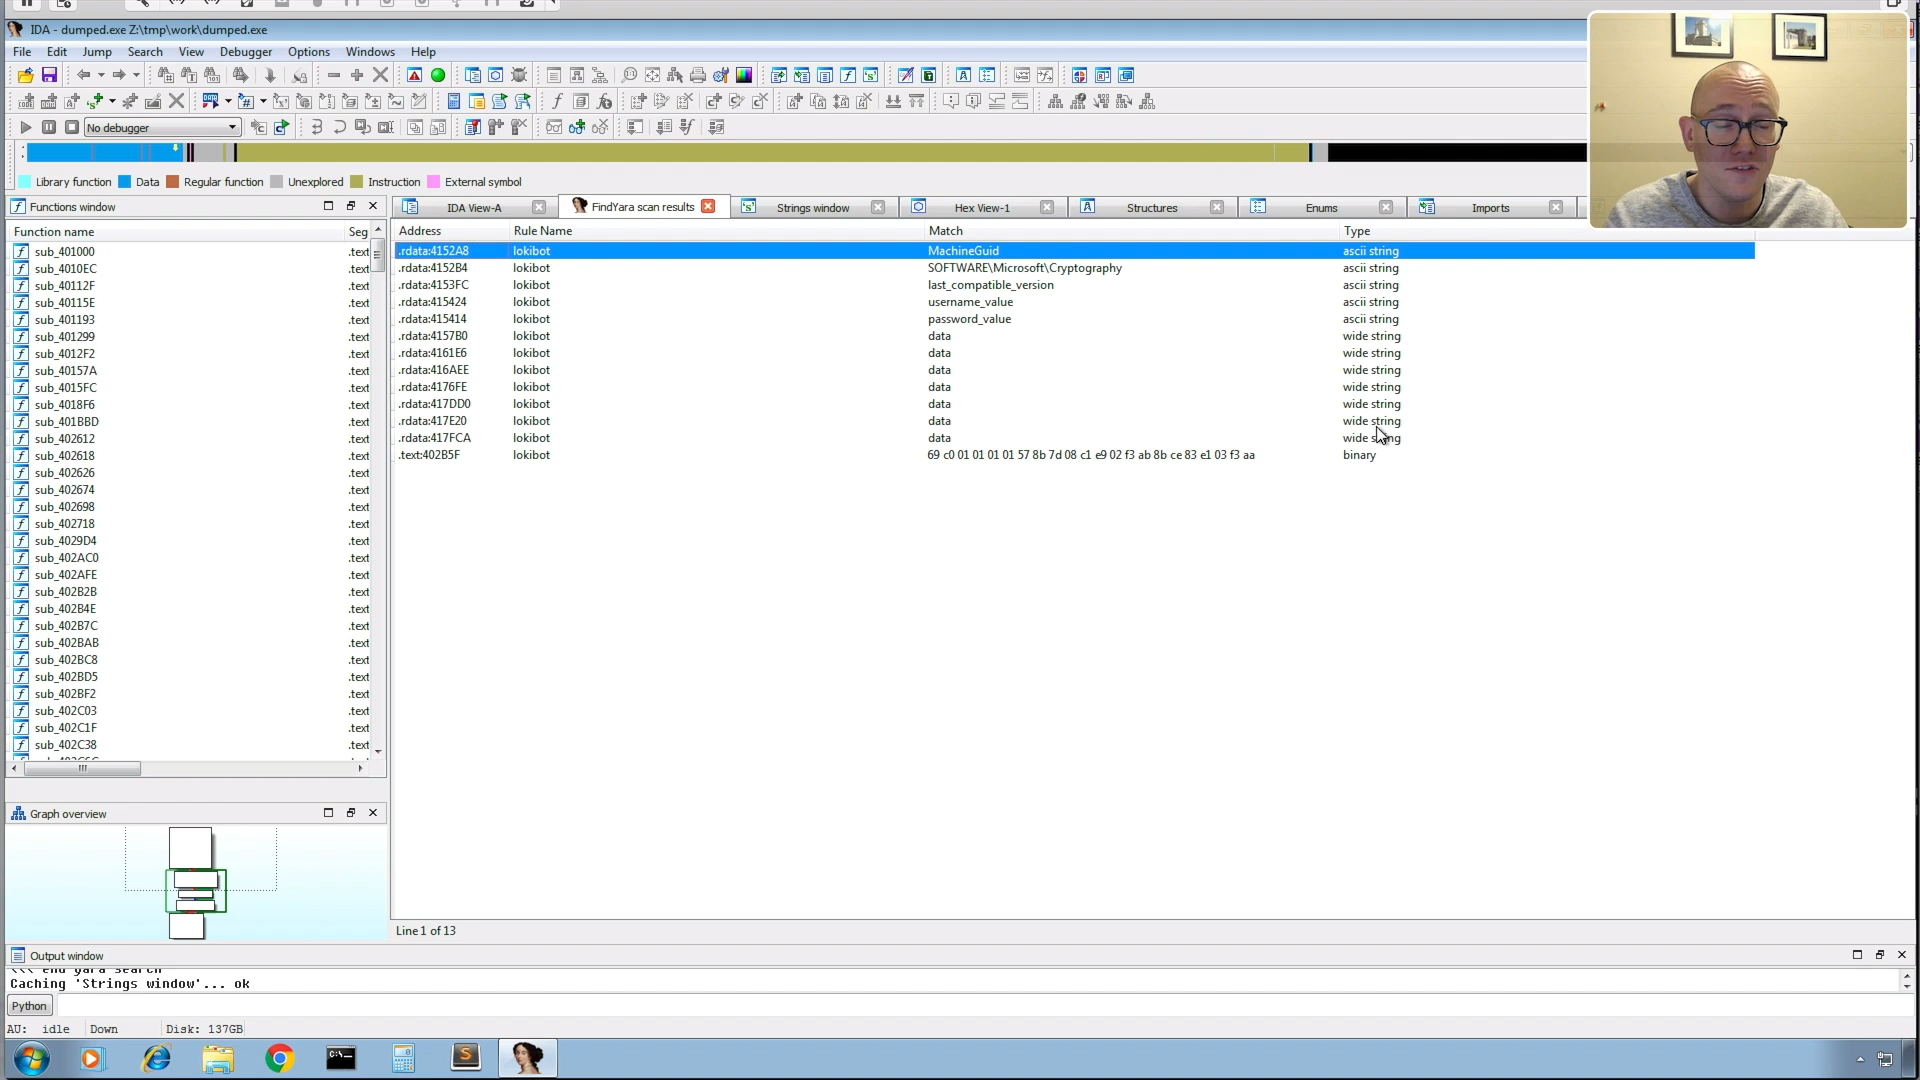 IDA - dumped.exe Z:\tmp\work\dumped.exe
File Edit Jump Search View Debugger Options Windows Help
No debugger
Library function Data Regular function Unexplored Instruction External symbol
Functions window
IDA View-A FindYara scan results Strings window Hex View-1 Structures Enums Imports
Function name Seg
Address Rule Name Match Type
sub_401000 .text
sub_4010EC .text
sub_40112F .text
sub_40115E .text
sub_401193 .text
sub_401299 .text
sub_4012F2 .text
sub_40157A .text
sub_4015FC .text
sub_4018F6 .text
sub_401BBD .text
sub_402612 .text
sub_402618 .text
sub_402626 .text
sub_402674 .text
sub_402698 .text
sub_402718 .text
sub_4029D4 .text
sub_402AC0 .text
sub_402AFE .text
sub_402B2B .text
sub_402B4E .text
sub_402B7C .text
sub_402BAB .text
sub_402BC8 .text
sub_402BD5 .text
sub_402BF2 .text
sub_402C03 .text
sub_402C1F .text
sub_402C38 .text
.rdata:4152A8 lokibot MachineGuid ascii string
.rdata:4152B4 lokibot SOFTWARE\Microsoft\Cryptography ascii string
.rdata:4153FC lokibot last_compatible_version ascii string
.rdata:415424 lokibot username_value ascii string
.rdata:415414 lokibot password_value ascii string
.rdata:4157B0 lokibot data wide string
.rdata:4161E6 lokibot data wide string
.rdata:416AEE lokibot data wide string
.rdata:4176FE lokibot data wide string
.rdata:417DD0 lokibot data wide string
.rdata:417E20 lokibot data wide string
.rdata:417FCA lokibot data wide string
.text:402B5F lokibot 69 c0 01 01 01 01 57 8b 7d 08 c1 e9 02 f3 ab 8b ce 83 e1 03 f3 aa binary
Graph overview
Line 1 of 13
Output window
<<< end yara search
Caching 'Strings window'... ok
Python
AU: idle Down Disk: 137GB